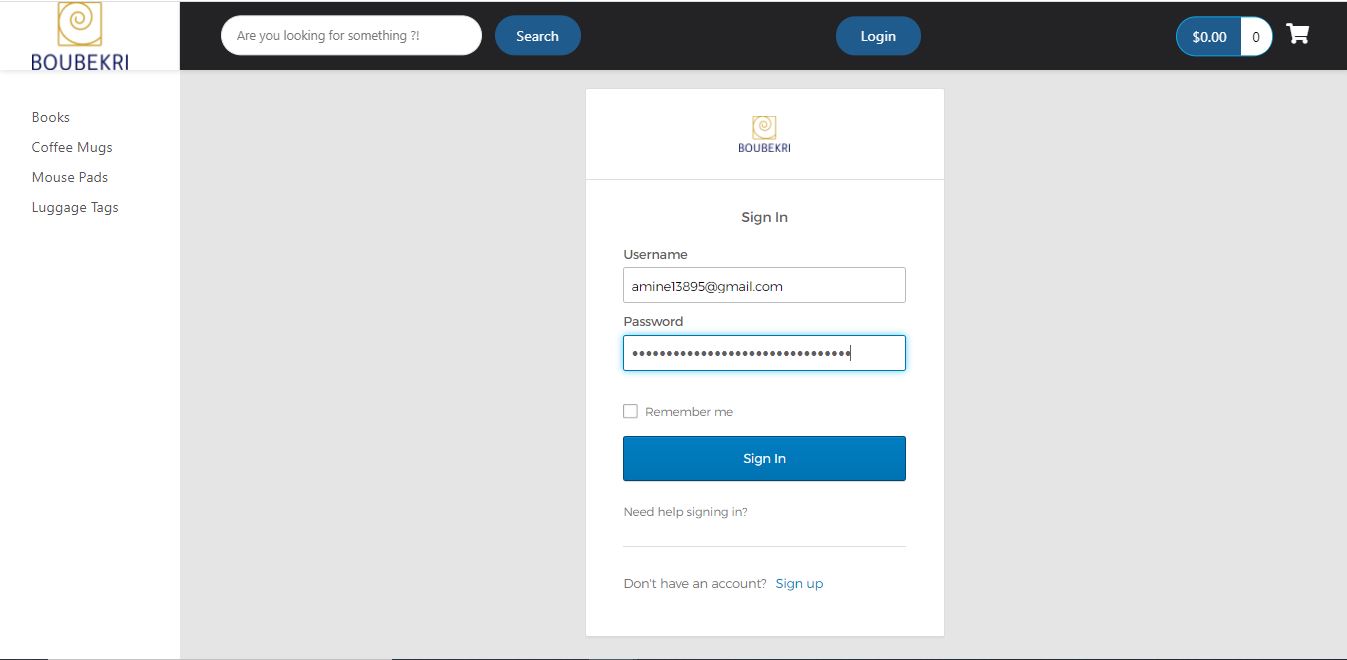 BOUBEKRI
Are you looking for something ?!
Search
Login
$0.00
0
Books
Coffee Mugs
Mouse Pads
Luggage Tags
BOUBEKRI
Sign In
Username
amine13895@gmail.com
Password
Remember me
Sign In
Need help signing in?
Don't have an account? Sign up